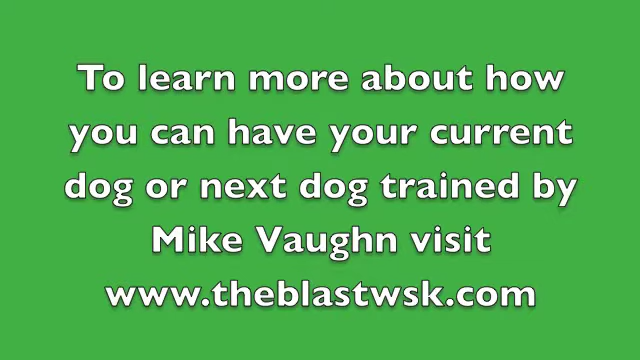 To learn more about how
you can have your current
dog or next dog trained by
Mike Vaughn visit
www.theblastwsk.com